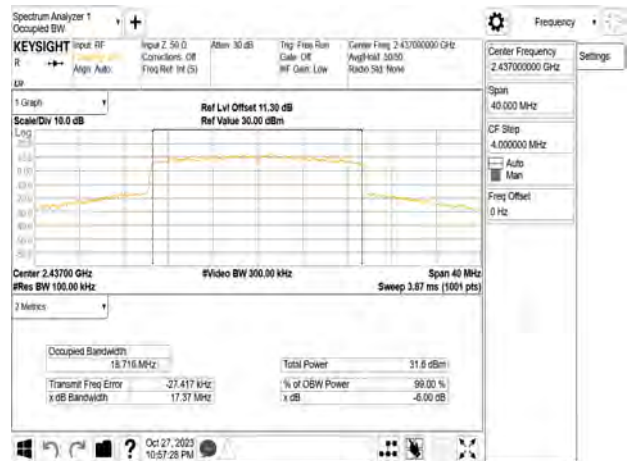 Spectrum Analyzer 1
Occupied BW
Frequency
KEYSIGHT
R
Input: RF
Align: Auto
Input Z: 50 Ω
Corrections: Off
Freq Ref: Int (S)
Atten: 30 dB
Trig: Free Run
Gate: Off
#IF Gain: Low
Center Freq: 2.437000000 GHz
Avg|Hold: 50/50
Radio Std: None
Center Frequency
2.437000000 GHz
Settings
Span
40.000 MHz
CF Step
4.000000 MHz
Auto
Man
Freq Offset
0 Hz
1 Graph
Scale/Div 10.0 dB
Ref Lvl Offset 11.30 dB
Ref Value 30.00 dBm
Log
Center 2.43700 GHz
#Res BW 100.00 kHz
#Video BW 300.00 kHz
Span 40 MHz
Sweep 3.87 ms (1001 pts)
2 Metrics
Occupied Bandwidth
18.716 MHz
Total Power
31.6 dBm
Transmit Freq Error
-27.417 kHz
% of OBW Power
99.00 %
x dB Bandwidth
17.37 MHz
x dB
-6.00 dB
?
Oct 27, 2023
10:57:28 PM